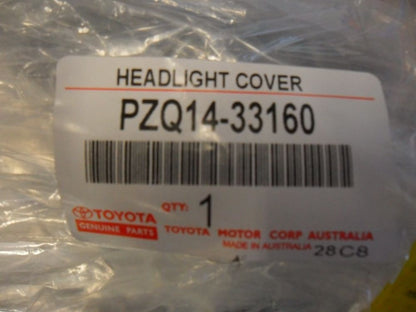 HEADLIGHT COVER
PZQ14-33160
QTY: 1
TOYOTA
GENUINE PARTS
TOYOTA MOTOR CORP AUSTRALIA
MADE IN AUSTRALIA 28C8